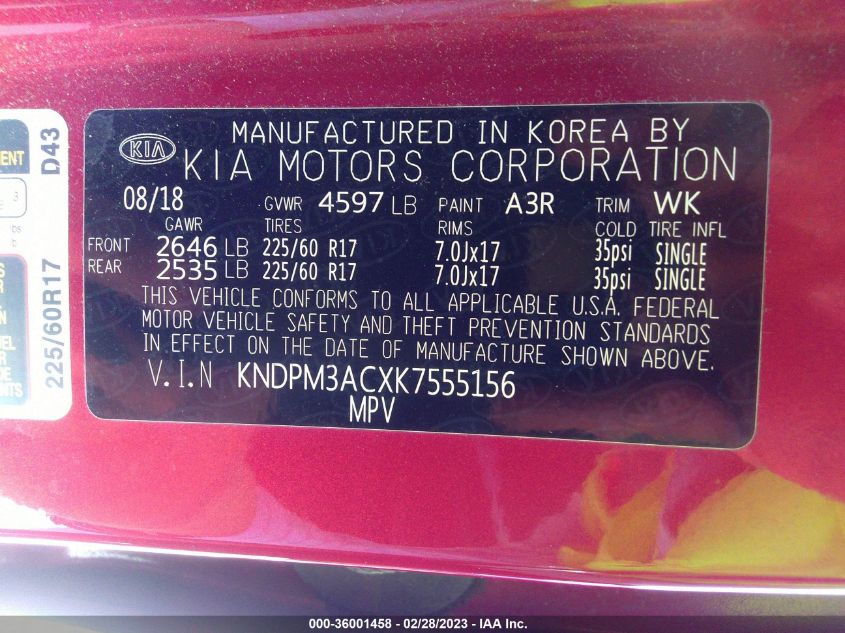 MANUFACTURED IN KOREA BY
KIA KIA MOTORS CORPORATION
08/18 GVWR 4597 LB PAINT A3R TRIM WK
GAWR TIRES RIMS COLD TIRE INFL
FRONT 2646 LB 225/60 R17 7.0Jx17 35psi SINGLE
REAR 2535 LB 225/60 R17 7.0Jx17 35psi SINGLE
THIS VEHICLE CONFORMS TO ALL APPLICABLE U.S.A. FEDERAL
MOTOR VEHICLE SAFETY AND THEFT PREVENTION STANDARDS
IN EFFECT ON THE DATE OF MANUFACTURE SHOWN ABOVE.
V.I.N KNDPM3ACXK7555156
MPV
225/60R17 D43
000-36001458 - 02/28/2023 - IAA Inc.